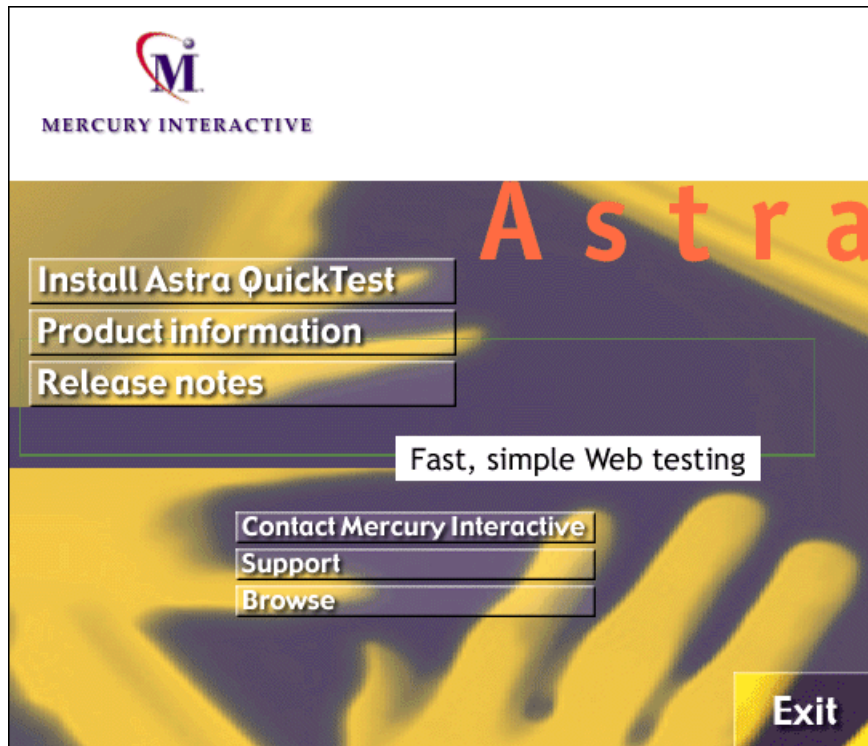 M
MERCURY INTERACTIVE
Astra
Install Astra QuickTest
Product information
Release notes
Fast, simple Web testing
Contact Mercury Interactive
Support
Browse
Exit